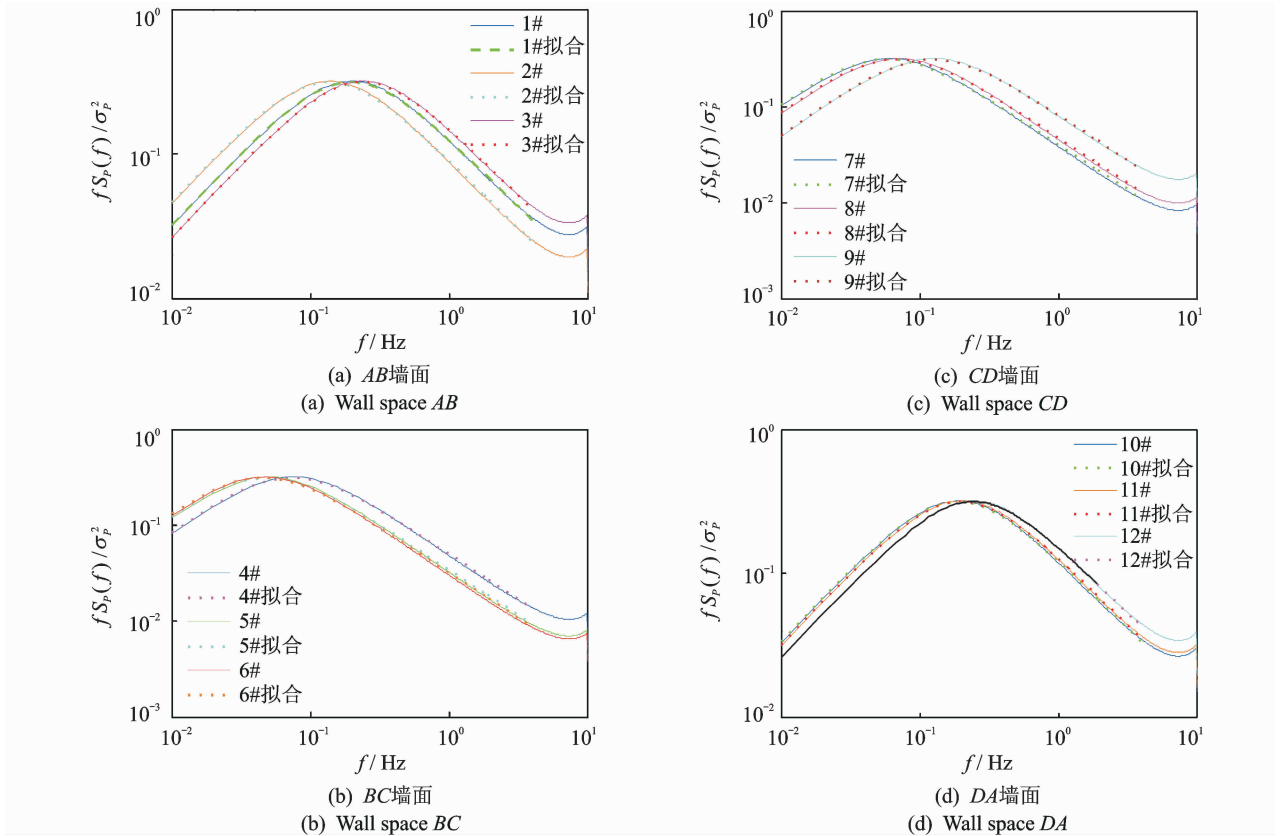 10⁰
10⁻¹
10⁻²
f S_P(f) / σ_P²
1#
1#拟合
2#
2#拟合
3#
3#拟合
10⁻² 10⁻¹ 10⁰ 10¹
f / Hz
(a) AB墙面
(a) Wall space AB
10⁰
10⁻¹
10⁻²
10⁻³
f S_P(f) / σ_P²
7#
7#拟合
8#
8#拟合
9#
9#拟合
10⁻² 10⁻¹ 10⁰ 10¹
f / Hz
(c) CD墙面
(c) Wall space CD
10⁰
10⁻¹
10⁻²
10⁻³
f S_P(f) / σ_P²
4#
4#拟合
5#
5#拟合
6#
6#拟合
10⁻² 10⁻¹ 10⁰ 10¹
f / Hz
(b) BC墙面
(b) Wall space BC
10⁰
10⁻¹
10⁻²
f S_P(f) / σ_P²
10#
10#拟合
11#
11#拟合
12#
12#拟合
10⁻² 10⁻¹ 10⁰ 10¹
f / Hz
(d) DA墙面
(d) Wall space DA